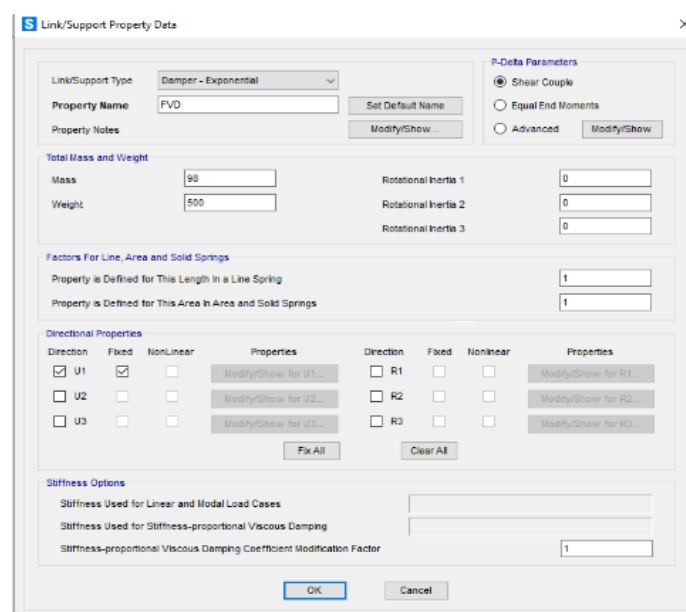 S Link/Support Property Data
Link/Support Type Damper - Exponential
Property Name FVD Set Default Name
Property Notes Modify/Show...
P-Delta Parameters
Shear Couple
Equal End Moments
Advanced Modify/Show
Total Mass and Weight
Mass 98 Rotational Inertia 1 0
Weight 500 Rotational Inertia 2 0
Rotational Inertia 3 0
Factors For Line, Area and Solid Springs
Property is Defined for This Length In a Line Spring 1
Property is Defined for This Area In Area and Solid Springs 1
Directional Properties
Direction Fixed NonLinear Properties Direction Fixed Nonlinear Properties
U1 Modify/Show for U1... R1 Modify/Show for R1...
U2 Modify/Show for U2... R2 Modify/Show for R2...
U3 Modify/Show for U3... R3 Modify/Show for R3...
Fix All Clear All
Stiffness Options
Stiffness Used for Linear and Modal Load Cases
Stiffness Used for Stiffness-proportional Viscous Damping
Stiffness-proportional Viscous Damping Coefficient Modification Factor 1
OK Cancel